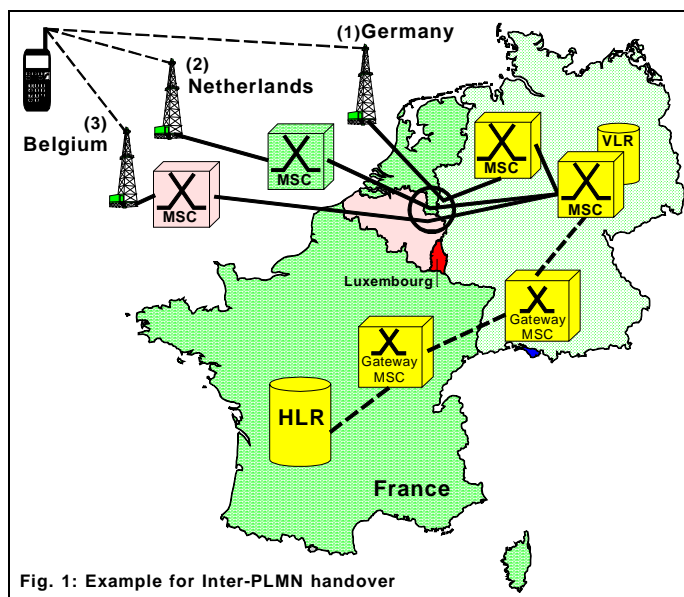 (1) Germany
(2)
Netherlands
(3)
Belgium
MSC
MSC
MSC
VLR
MSC
Luxembourg
Gateway
MSC
Gateway
MSC
HLR
France
Fig. 1: Example for Inter-PLMN handover